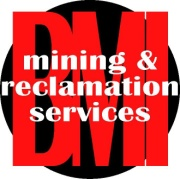 BMI
mining &
reclamation
services